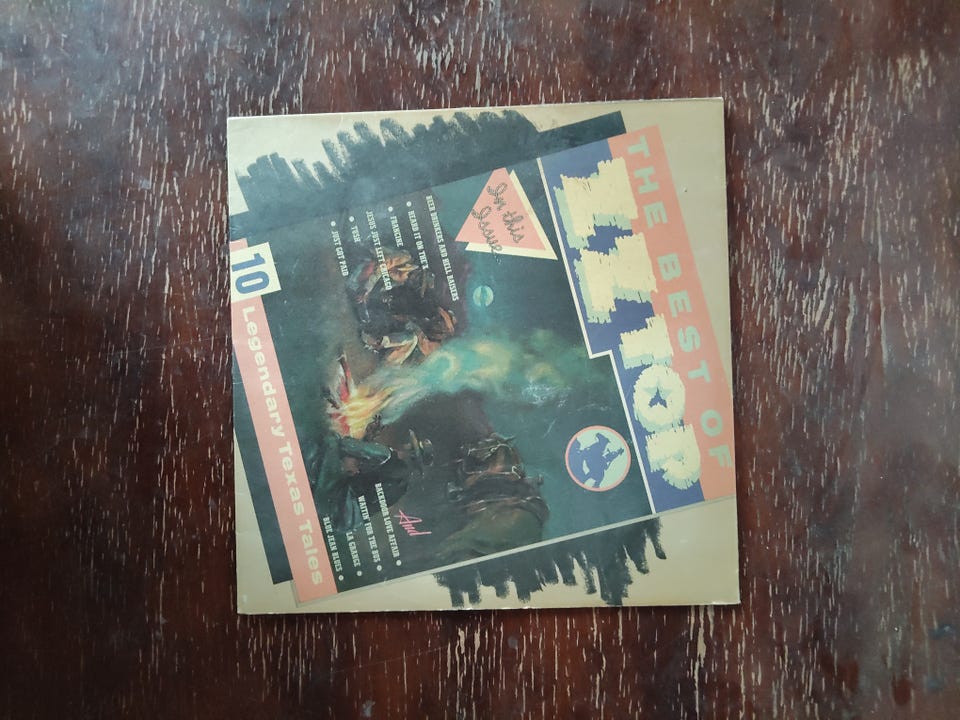 THE BEST OF
ZZ TOP
In this
Issue...
BEER DRINKERS AND HELL RAISERS
• HEARD IT ON THE X
• FRANCINE
JESUS JUST LEFT CHICAGO
• TUSH
• JUST GOT PAID
And
BACKDOOR LOVE AFFAIR •
WAITIN' FOR THE BUS •
LA GRANGE •
BLUE JEAN BLUES •
10 Legendary Texas Tales